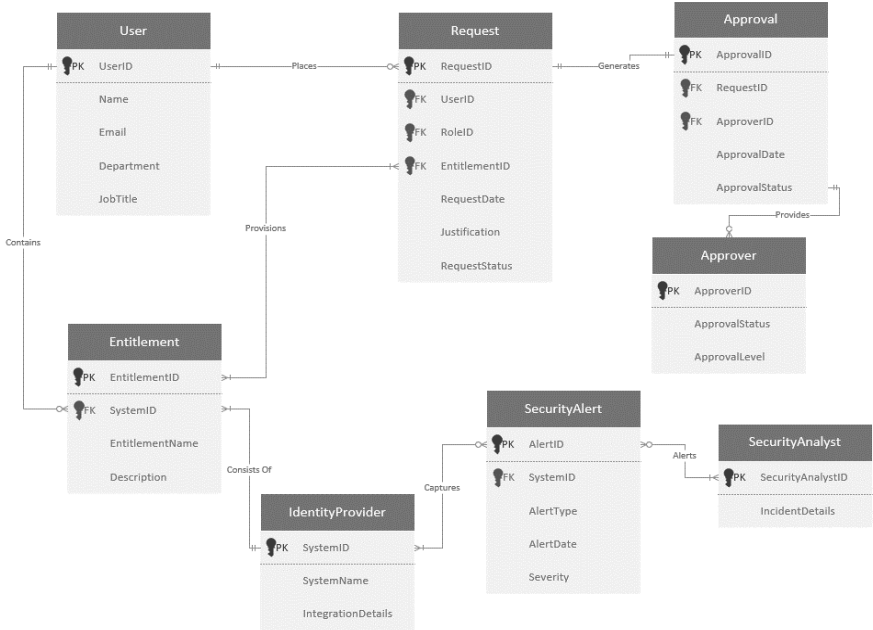 User
PK UserID
Name
Email
Department
JobTitle
Request
PK RequestID
FK UserID
FK RoleID
FK EntitlementID
RequestDate
Justification
RequestStatus
Approval
PK ApprovalID
FK RequestID
FK ApproverID
ApprovalDate
ApprovalStatus
Places
Generates
Provides
Contains
Provisions
Approver
PK ApproverID
ApprovalStatus
ApprovalLevel
Entitlement
PK EntitlementID
FK SystemID
EntitlementName
Description
Consists Of
IdentityProvider
PK SystemID
SystemName
IntegrationDetails
Captures
SecurityAlert
PK AlertID
FK SystemID
AlertType
AlertDate
Severity
Alerts
SecurityAnalyst
PK SecurityAnalystID
IncidentDetails